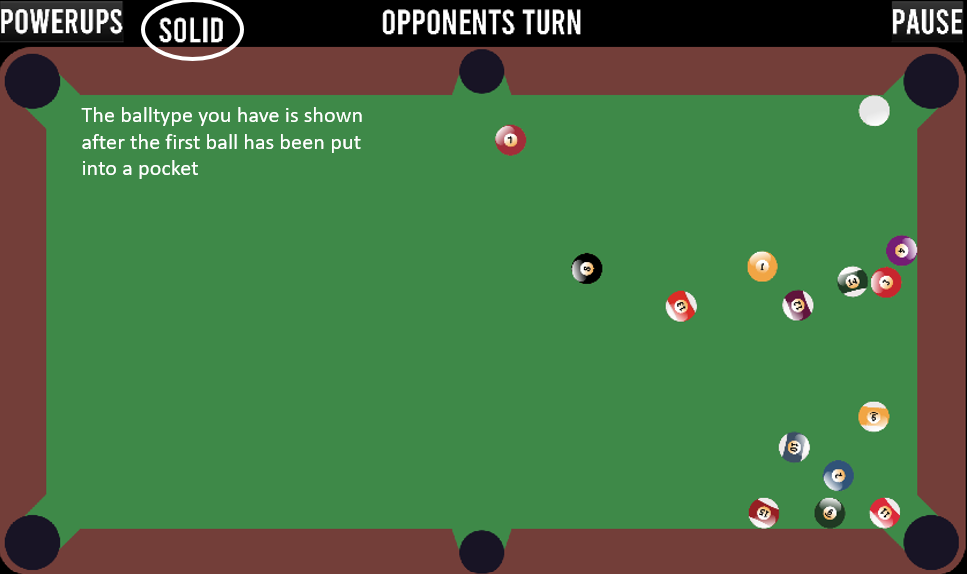 POWERUPS SOLID OPPONENTS TURN PAUSE
The balltype you have is shown
after the first ball has been put
into a pocket